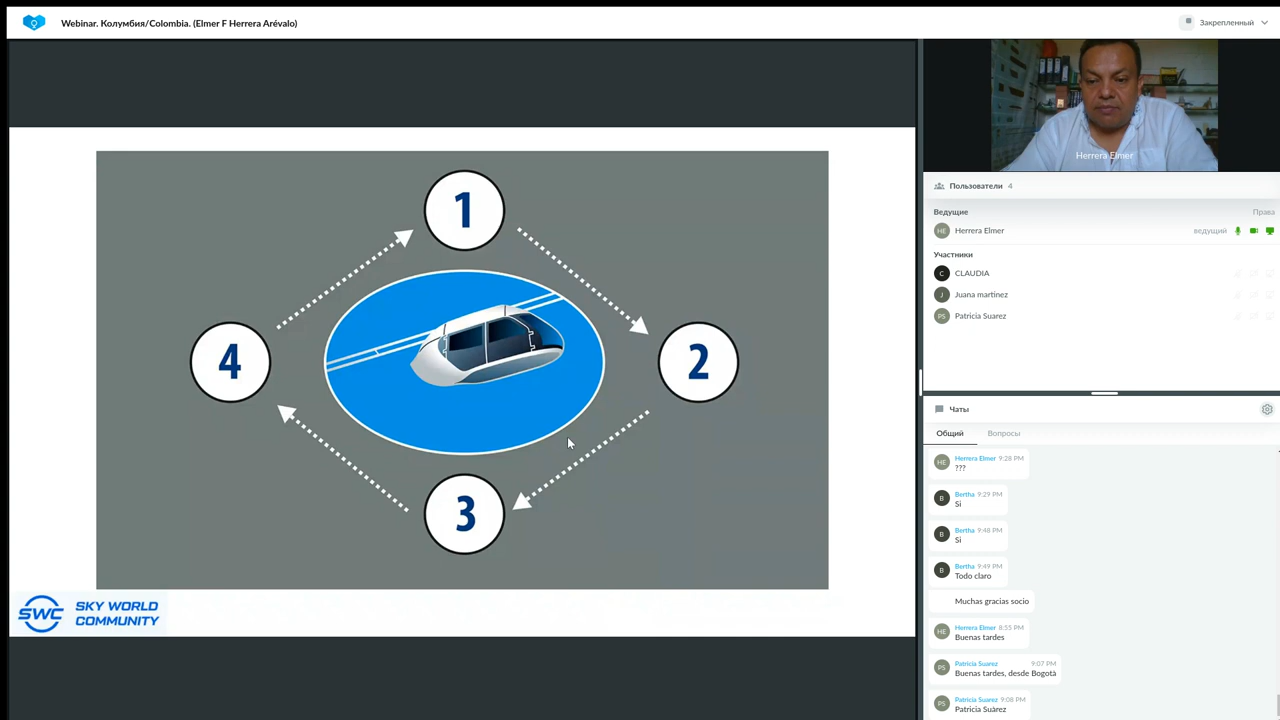 Webinar. Колумбия/Colombia. (Elmer F Herrera Arévalo)
Закрепленный
1
2
3
4
SWC SKY WORLD
COMMUNITY
Herrera Elmer
Пользователи 4
Ведущие Права
HE Herrera Elmer ведущий
Участники
C CLAUDIA
J Juana martinez
PS Patricia Suarez
Чаты
Общий Вопросы
HE Herrera Elmer 9:28 PM
???
B Bertha 9:29 PM
Si
B Bertha 9:48 PM
Si
B Bertha 9:49 PM
Todo claro
Muchas gracias socio
HE Herrera Elmer 8:55 PM
Buenas tardes
PS Patricia Suarez 9:07 PM
Buenas tardes, desde Bogotà
PS Patricia Suarez 9:08 PM
Patricia Suàrez